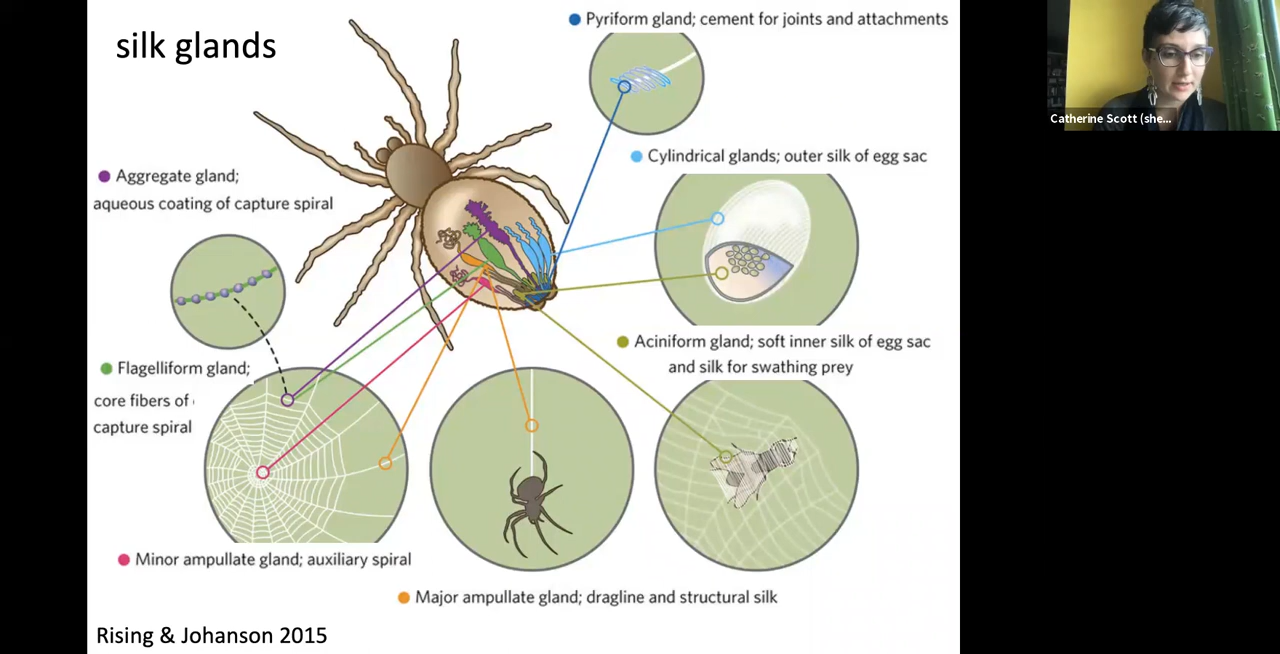 silk glands
Pyriform gland; cement for joints and attachments
Catherine Scott (she...
Cylindrical glands; outer silk of egg sac
Aggregate gland;
aqueous coating of capture spiral
Aciniform gland; soft inner silk of egg sac
and silk for swathing prey
Flagelliform gland;
core fibers of
capture spiral
Minor ampullate gland; auxiliary spiral
Major ampullate gland; dragline and structural silk
Rising & Johanson 2015